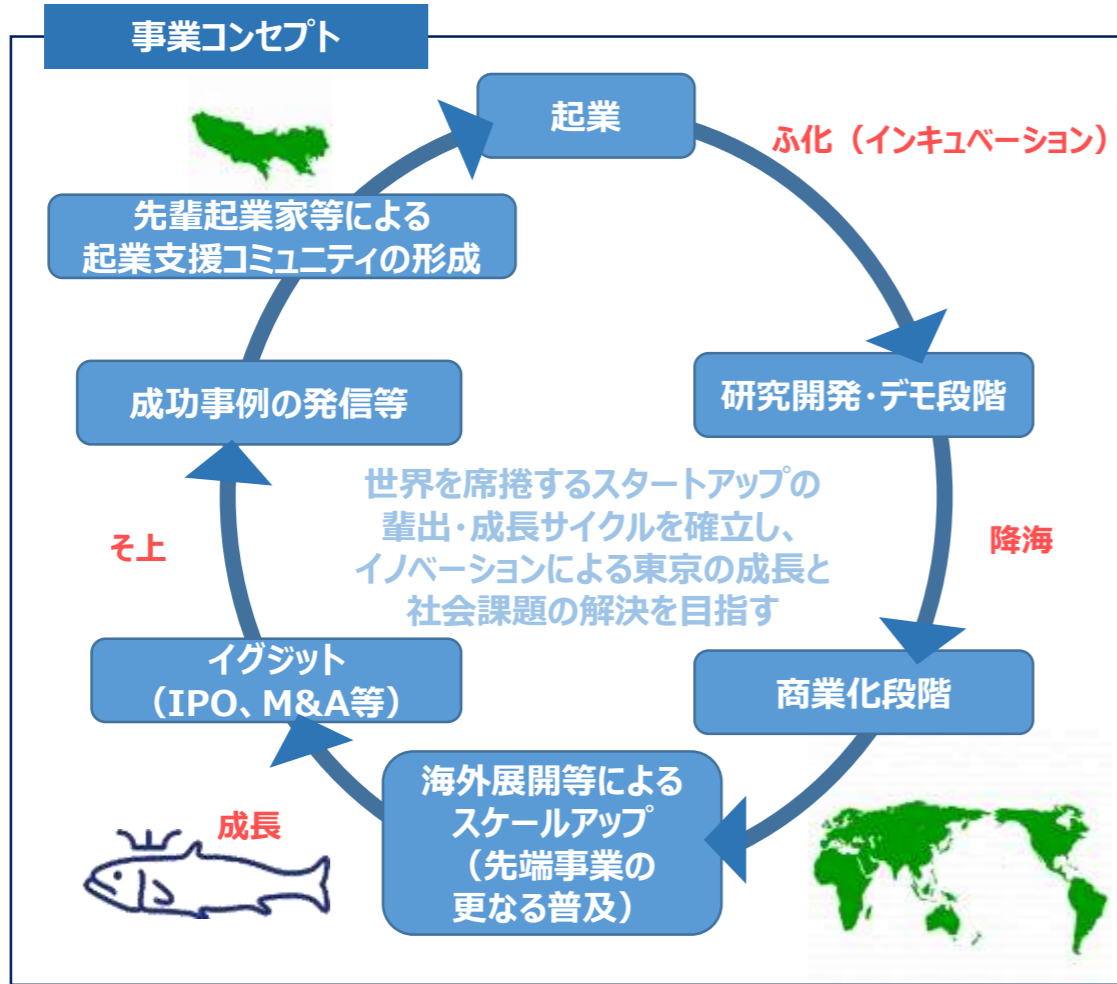 事業コンセプト
起業
ふ化（インキュベーション）
先輩起業家等による
起業支援コミュニティの形成
研究開発・デモ段階
成功事例の発信等
世界を席捲するスタートアップの
輩出・成長サイクルを確立し、
イノベーションによる東京の成長と
社会課題の解決を目指す
降海
そ上
イグジット
（IPO、M&A等）
商業化段階
海外展開等による
スケールアップ
（先端事業の
更なる普及）
成長